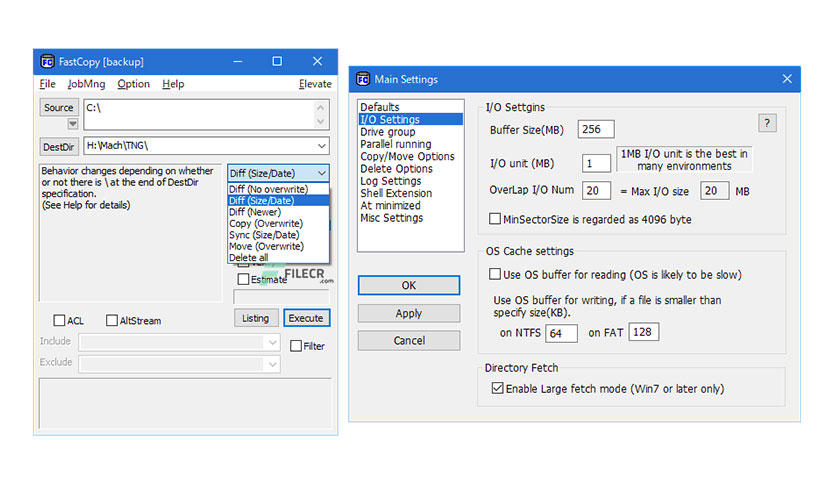 FastCopy [backup]
File JobMng Option Help Elevate
Source C:\
DestDir H:\Mach\TNG\
Behavior changes depending on whether
or not there is \ at the end of DestDir
specification.
(See Help for details)
Diff (Size/Date)
Diff (No overwrite)
Diff (Size/Date)
Diff (Newer)
Copy (Overwrite)
Sync (Size/Date)
Move (Overwrite)
Delete all
FILECR
.com
Estimate
Listing Execute
ACL AltStream
Include
Filter
Exclude
Main Settings
Defaults
I/O Settings
Drive group
Parallel running
Copy/Move Options
Delete Options
Log Settings
Shell Extension
At minimized
Misc Settings
OK
Apply
Cancel
I/O Settgins
Buffer Size(MB) 256 ?
I/O unit (MB) 1 1MB I/O unit is the best in
many environments
OverLap I/O Num 20 = Max I/O size 20 MB
MinSectorSize is regarded as 4096 byte
OS Cache settings
Use OS buffer for reading (OS is likely to be slow)
Use OS buffer for writing, if a file is smaller than
specify size(KB).
on NTFS 64 on FAT 128
Directory Fetch
Enable Large fetch mode (Win7 or later only)